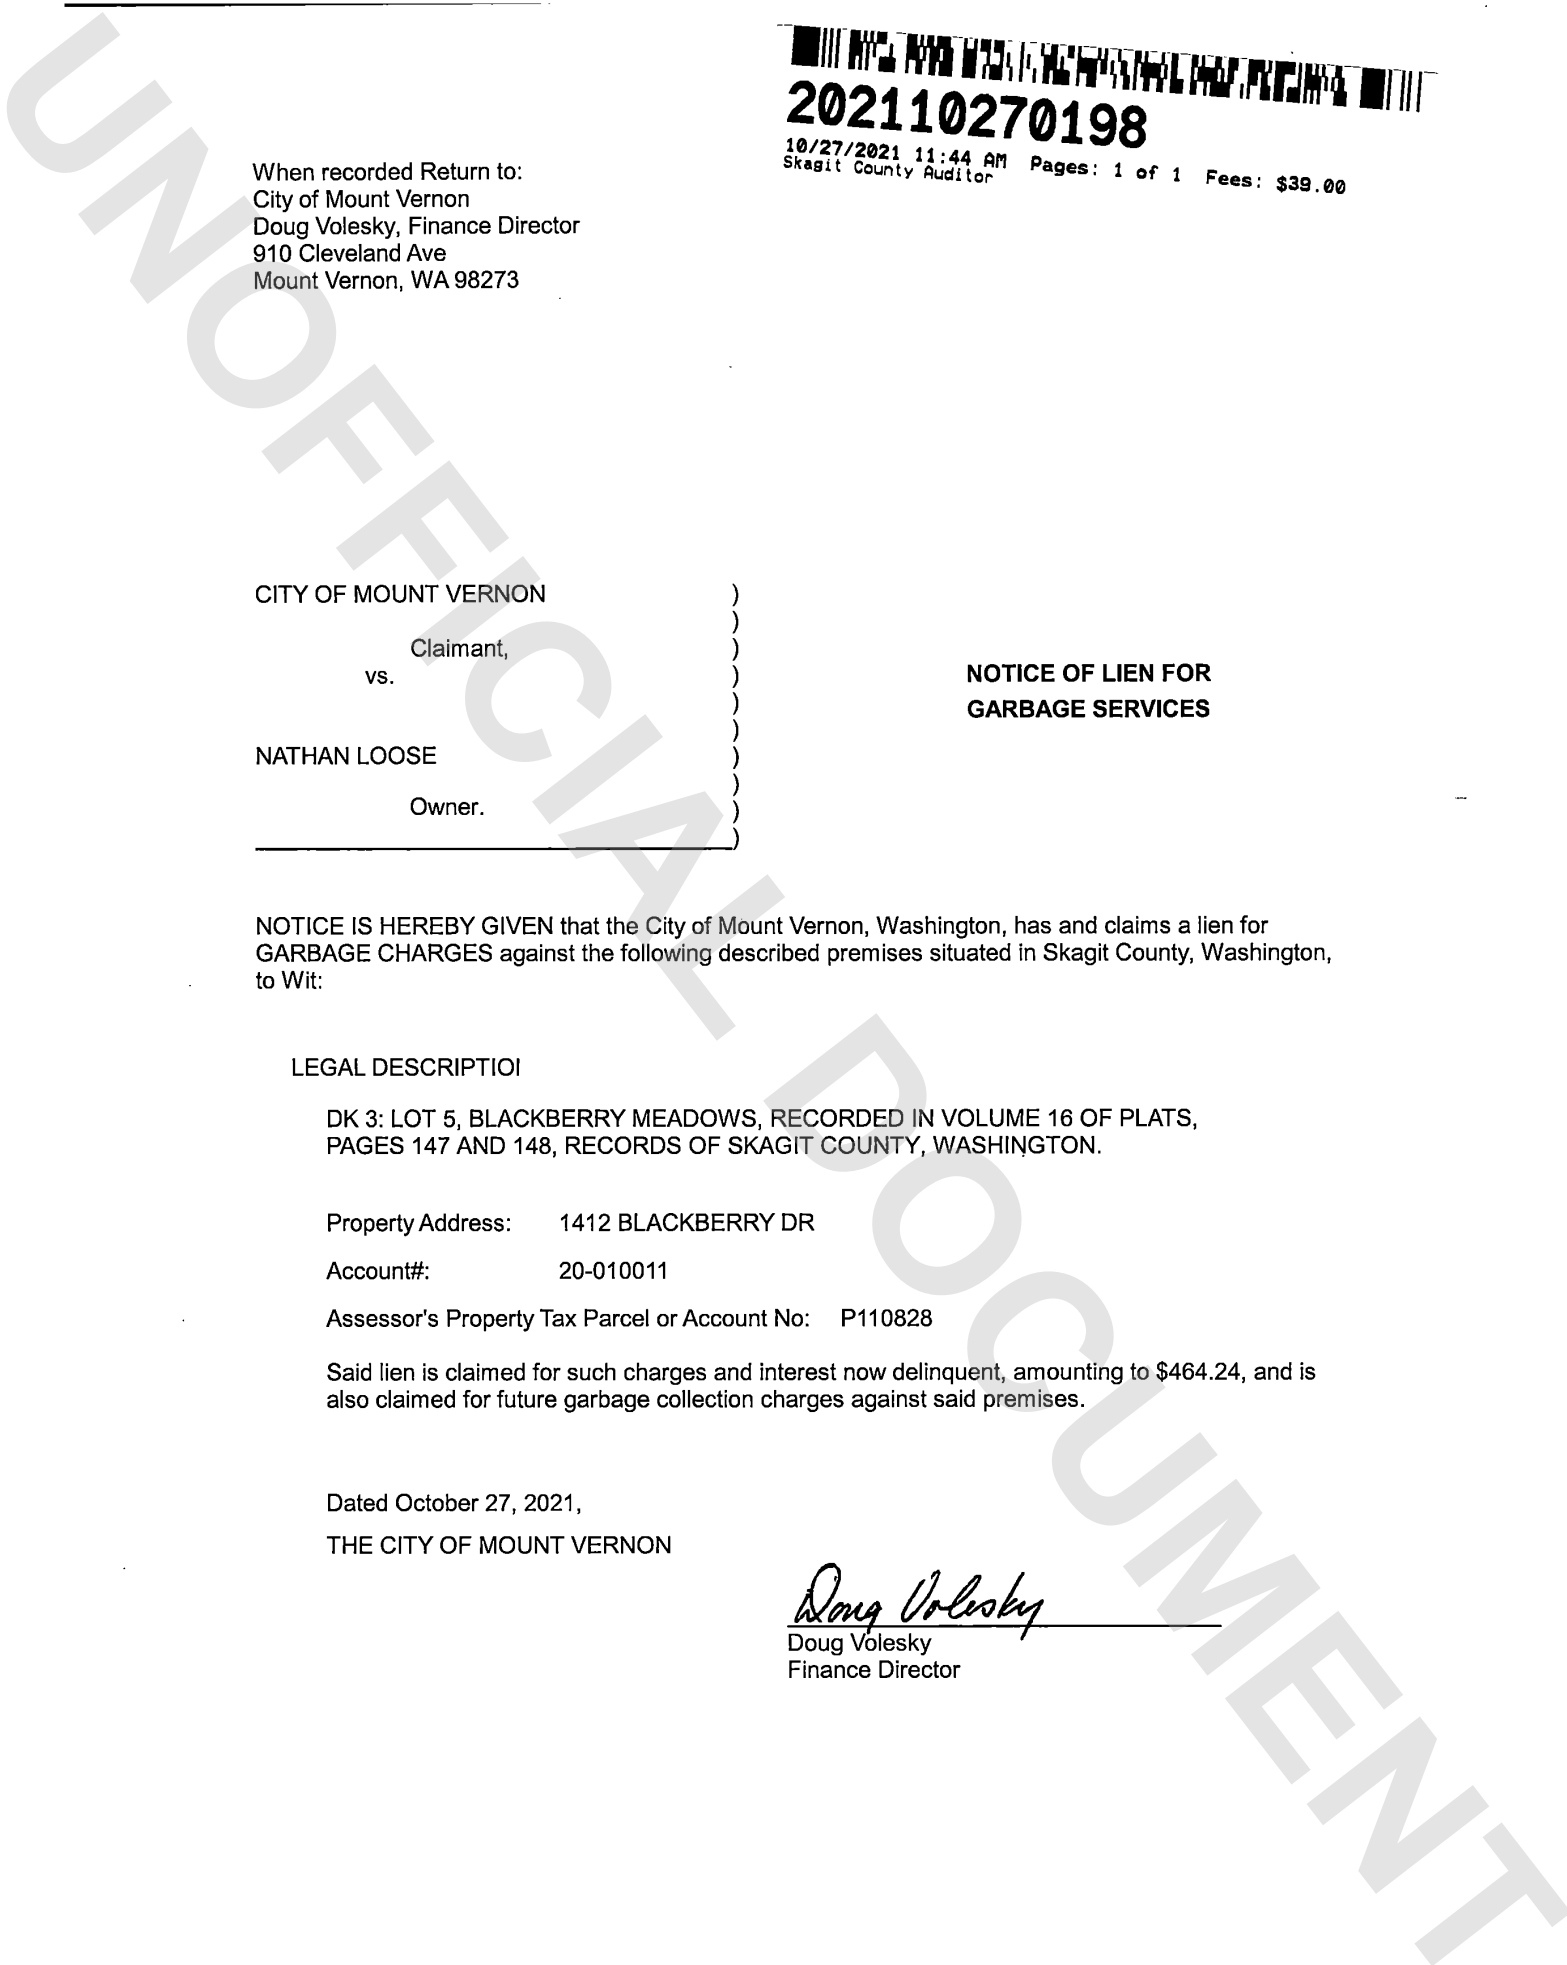 202110270198
10/27/2021 11:44 AM Pages: 1 of 1 Fees: $39.00
Skagit County Auditor
When recorded Return to:
City of Mount Vernon
Doug Volesky, Finance Director
910 Cleveland Ave
Mount Vernon, WA 98273
CITY OF MOUNT VERNON )
)
Claimant, )
vs. )
)
)
NATHAN LOOSE )
)
Owner. )
)
NOTICE OF LIEN FOR
GARBAGE SERVICES
NOTICE IS HEREBY GIVEN that the City of Mount Vernon, Washington, has and claims a lien for
GARBAGE CHARGES against the following described premises situated in Skagit County, Washington,
to Wit:
LEGAL DESCRIPTIOI
DK 3: LOT 5, BLACKBERRY MEADOWS, RECORDED IN VOLUME 16 OF PLATS,
PAGES 147 AND 148, RECORDS OF SKAGIT COUNTY, WASHINGTON.
Property Address: 1412 BLACKBERRY DR
Account#: 20-010011
Assessor's Property Tax Parcel or Account No: P110828
Said lien is claimed for such charges and interest now delinquent, amounting to $464.24, and is
also claimed for future garbage collection charges against said premises.
Dated October 27, 2021,
THE CITY OF MOUNT VERNON
Doug Volesky
Doug Volesky
Finance Director
UNOFFICIAL DOCUMENT